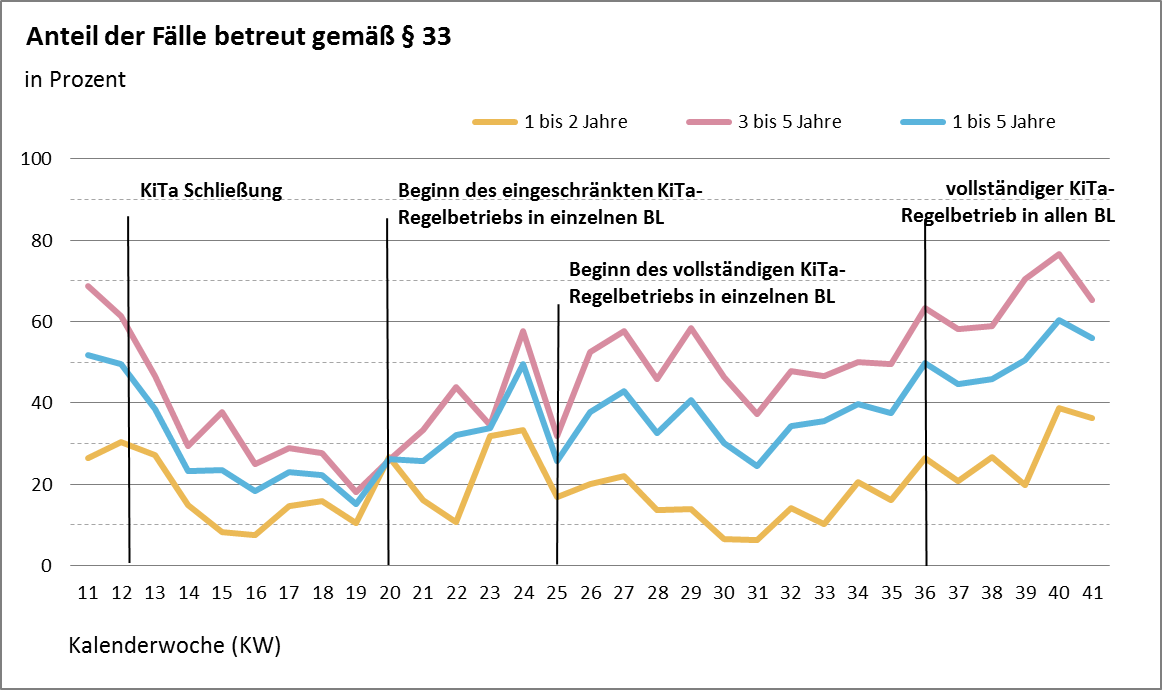 Anteil der Fälle betreut gemäß § 33
in Prozent
1 bis 2 Jahre 3 bis 5 Jahre 1 bis 5 Jahre
100
80
60
40
20
0
KiTa Schließung
Beginn des eingeschränkten KiTa-
Regelbetriebs in einzelnen BL
Beginn des vollständigen KiTa-
Regelbetriebs in einzelnen BL
vollständiger KiTa-
Regelbetrieb in allen BL
11 12 13 14 15 16 17 18 19 20 21 22 23 24 25 26 27 28 29 30 31 32 33 34 35 36 37 38 39 40 41
Kalenderwoche (KW)